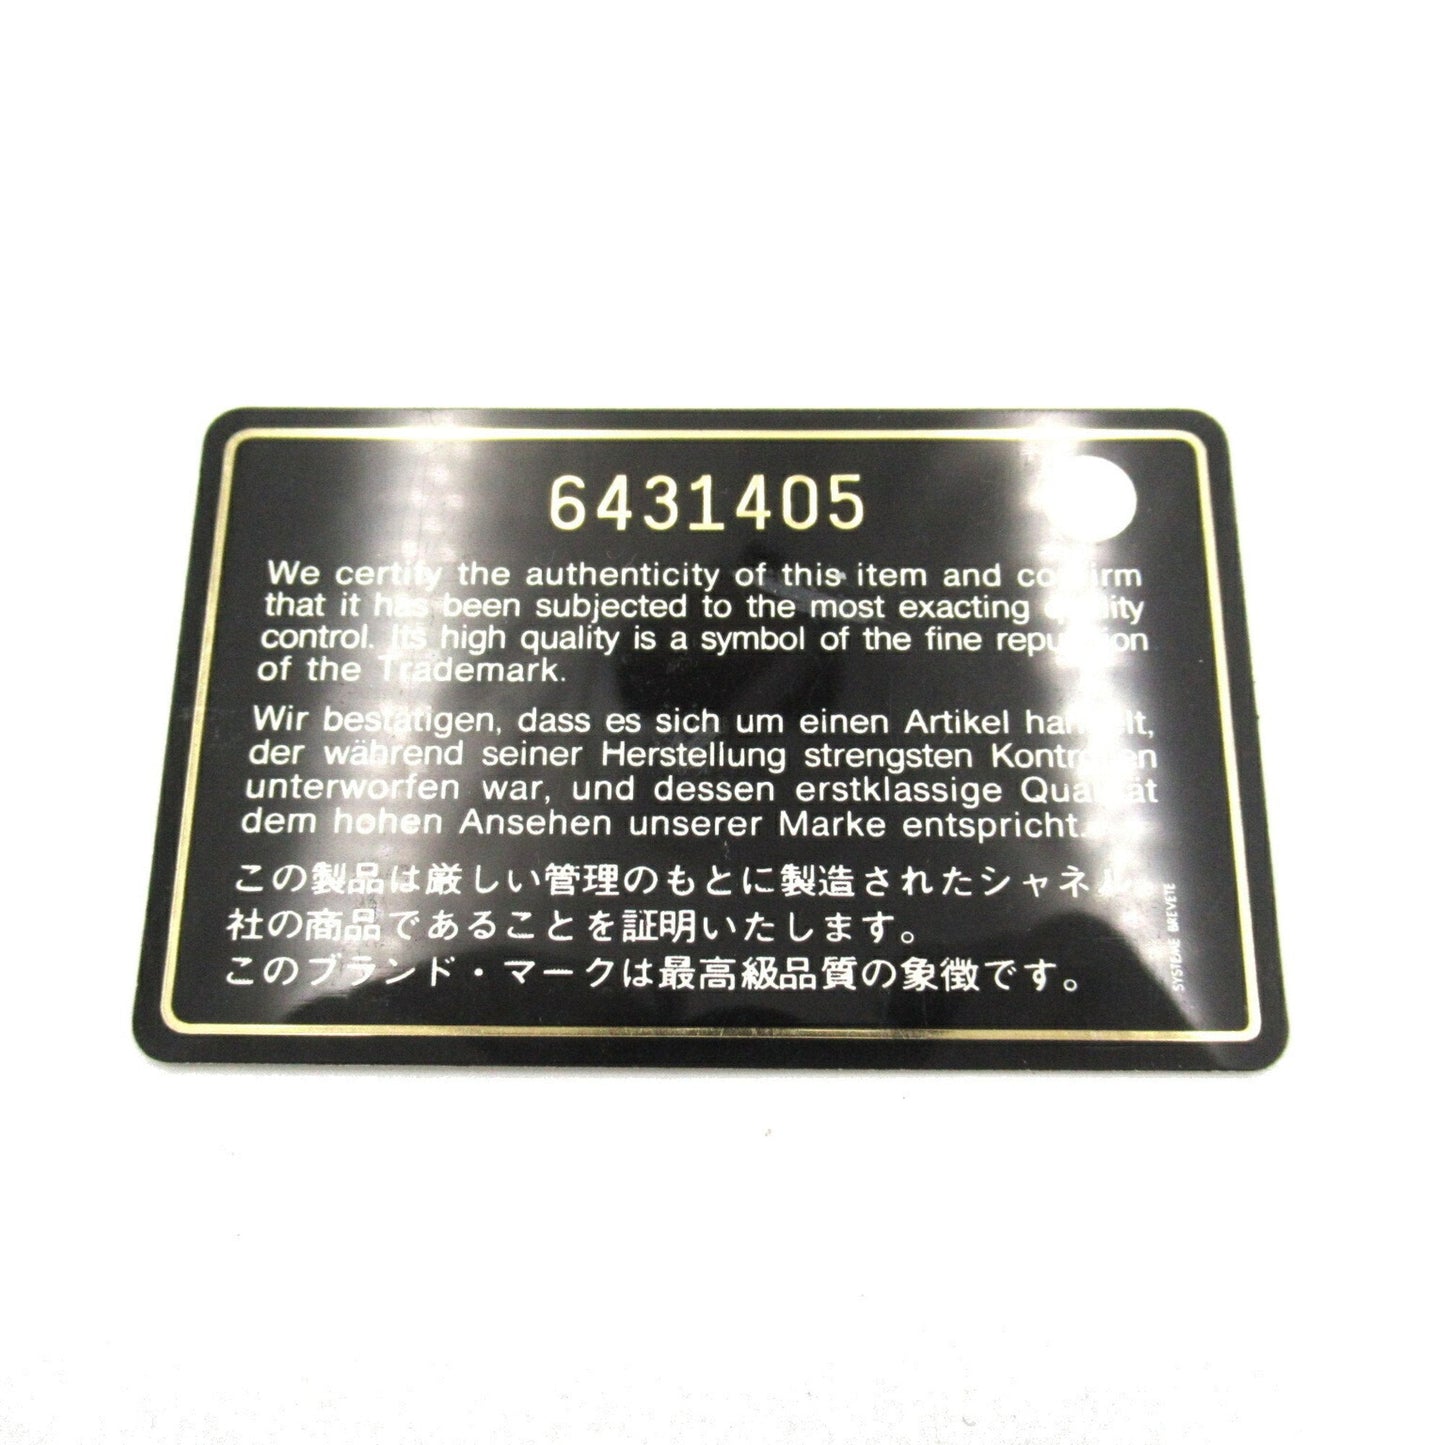 6431405
We certify the authenticity of this item and confirm
that it has been subjected to the most exacting quality
control. Its high quality is a symbol of the fine reputation
of the Trademark.
Wir bestätigen, dass es sich um einen Artikel handelt,
der während seiner Herstellung strengsten Kontrollen
unterworfen war, und dessen erstklassige Qualität
dem hohen Ansehen unserer Marke entspricht.
この製品は厳しい管理のもとに製造されたシャネル
社の商品であることを証明いたします。
このブランド・マークは最高級品質の象徴です。
SYSTEME BREVETE